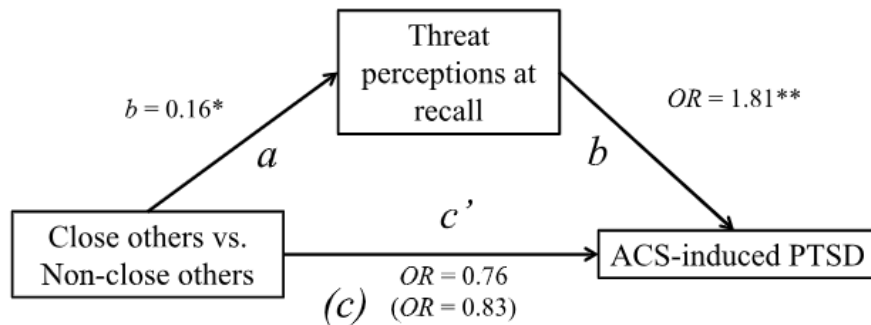 Threat
perceptions at
recall
b = 0.16*
OR = 1.81**
a
b
c’
Close others vs.
Non-close others
ACS-induced PTSD
OR = 0.76
(c) (OR = 0.83)